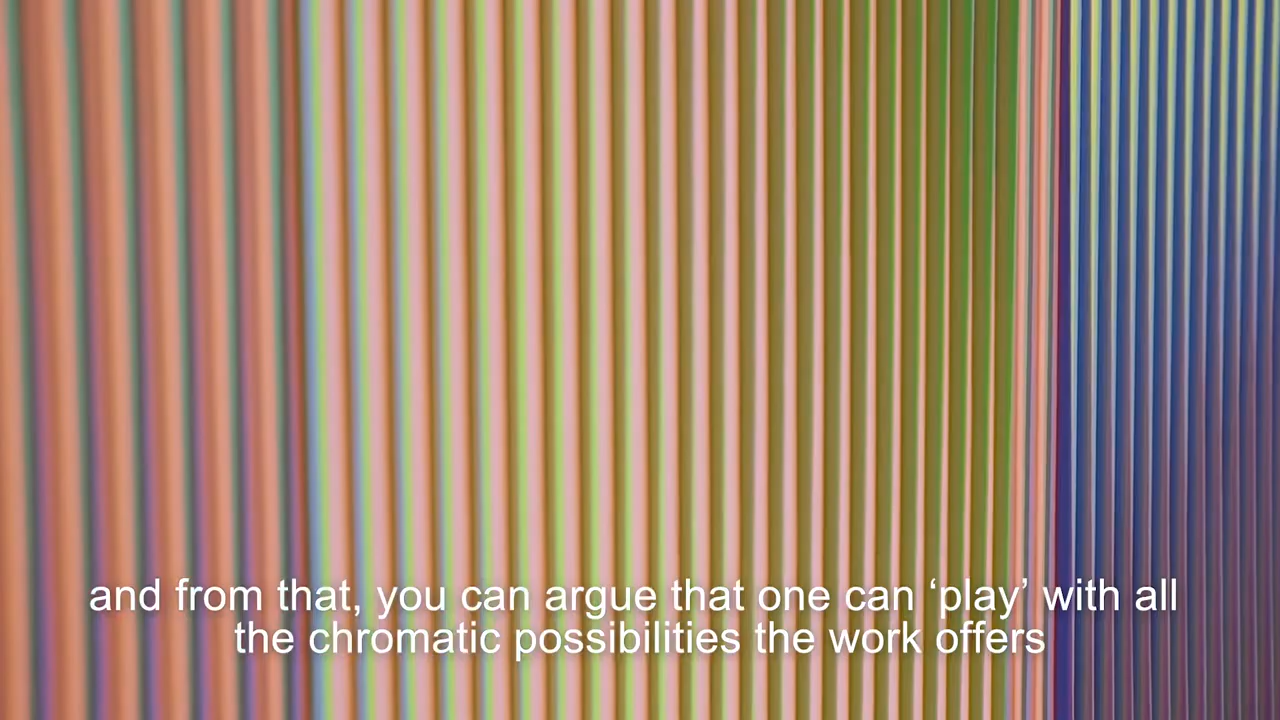 and from that, you can argue that one can ‘play’ with all
the chromatic possibilities the work offers